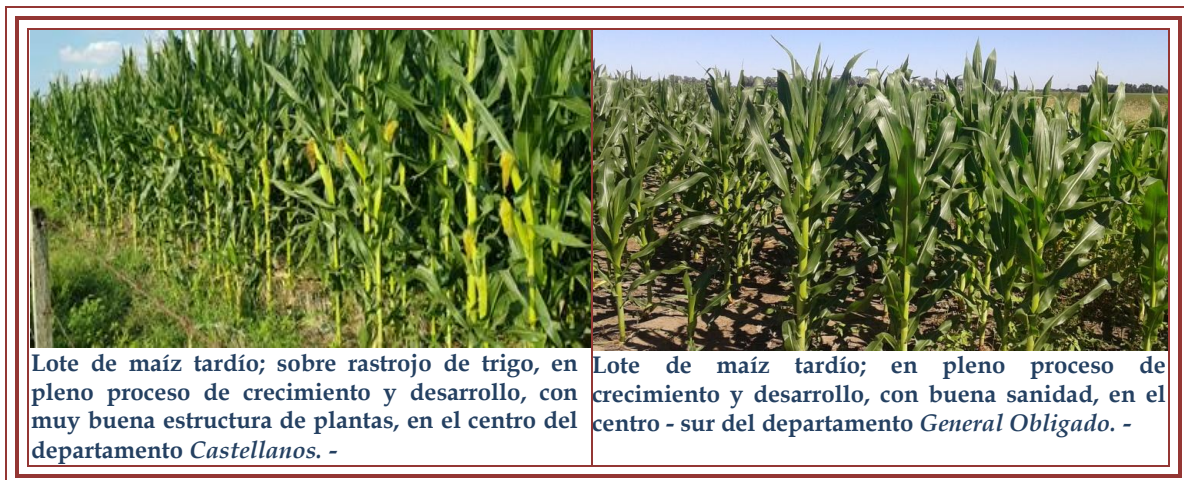 Lote de maíz tardío; sobre rastrojo de trigo, en
pleno proceso de crecimiento y desarrollo, con
muy buena estructura de plantas, en el centro del
departamento Castellanos. -
Lote de maíz tardío; en pleno proceso de
crecimiento y desarrollo, con buena sanidad, en el
centro - sur del departamento General Obligado. -